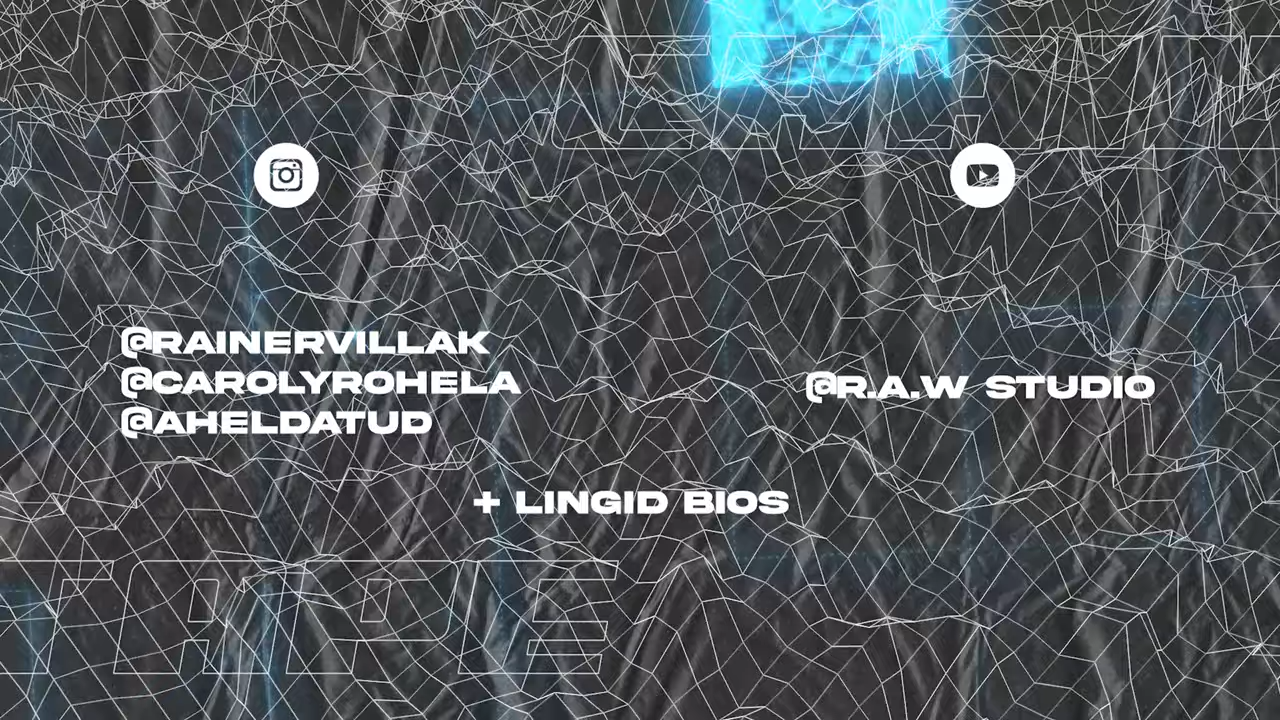 @RAINERVILLAK
@CAROLYROHELA
@AHELDATUD
@R.A.W STUDIO
+ LINGID BIOS